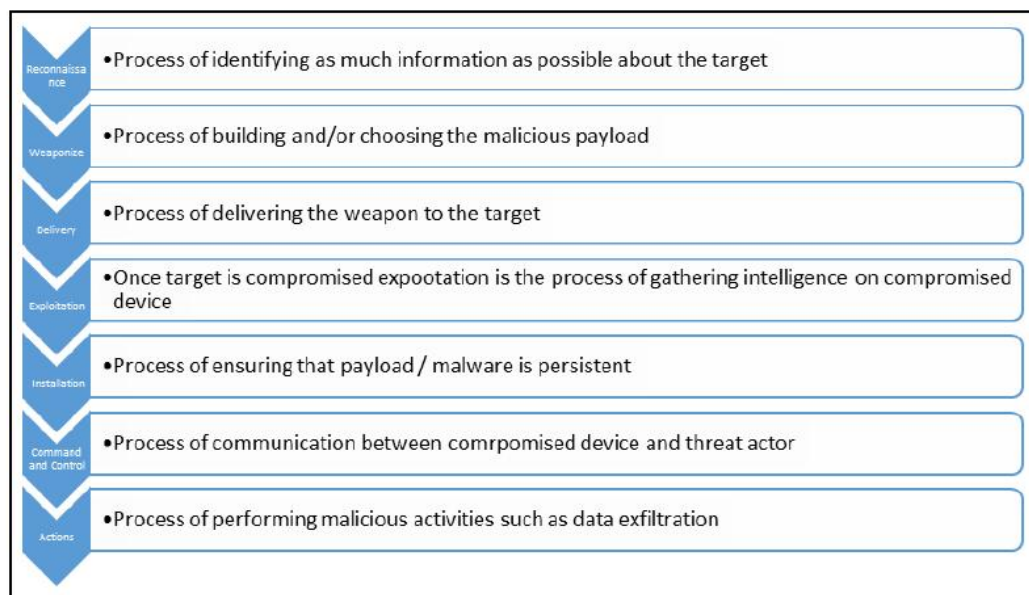 Reconnaissa
nce
•Process of identifying as much information as possible about the target
Weaponize
•Process of building and/or choosing the malicious payload
Delivery
•Process of delivering the weapon to the target
Exploitation
•Once target is compromised expootation is the process of gathering intelligence on compromised
device
Installation
•Process of ensuring that payload / malware is persistent
Command
and Control
•Process of communication between comrpomised device and threat actor
Actions
•Process of performing malicious activities such as data exfiltration